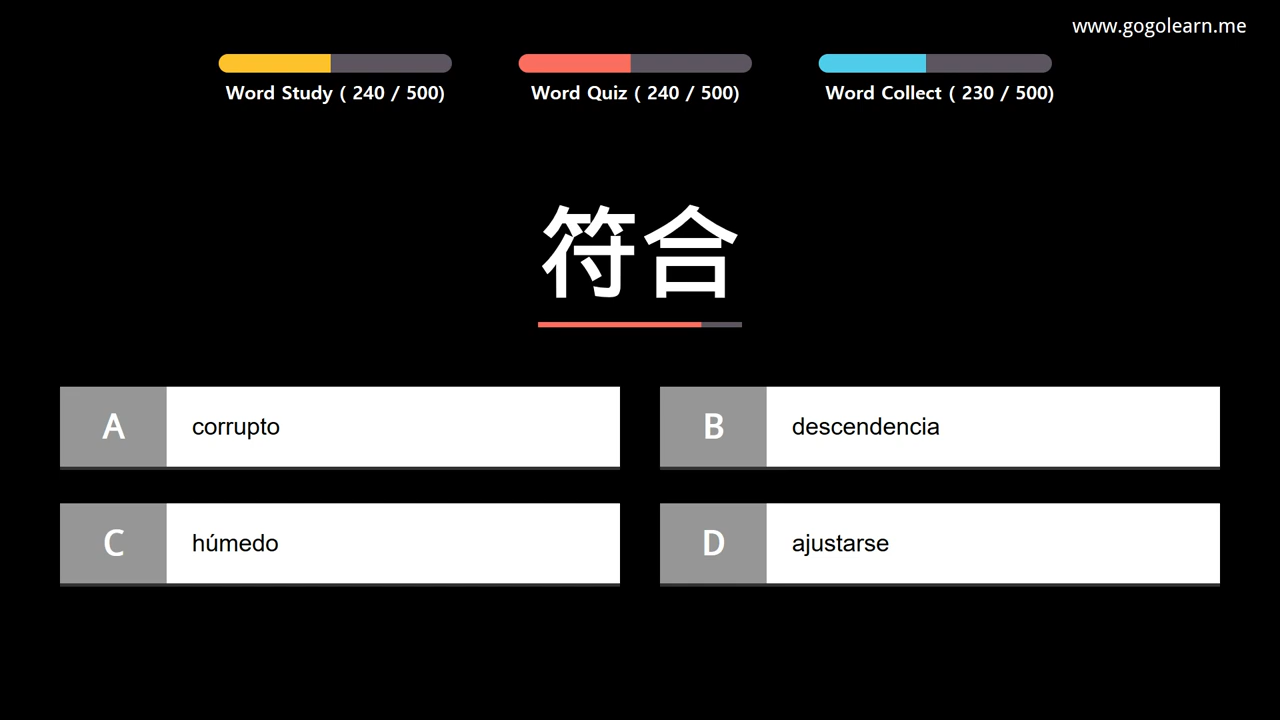 www.gogolearn.me
Word Study ( 240 / 500)
Word Quiz ( 240 / 500)
Word Collect ( 230 / 500)
符合
A corrupto
B descendencia
C húmedo
D ajustarse